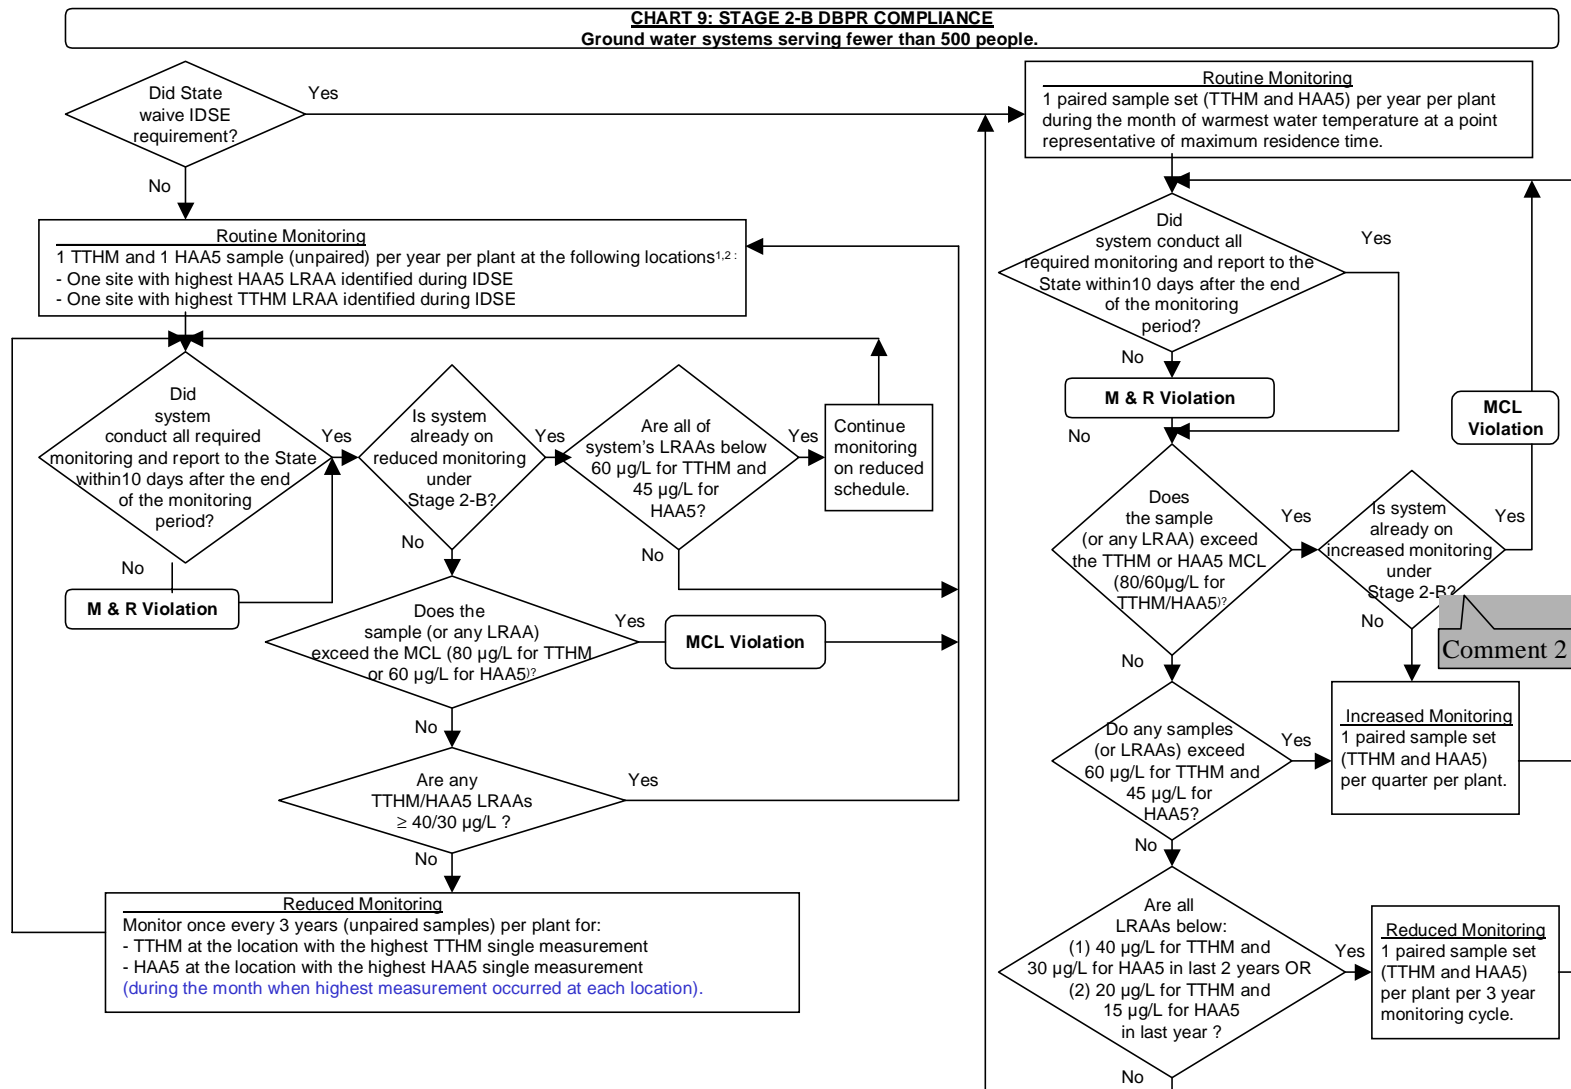 CHART 9: STAGE 2-B DBPR COMPLIANCE
Ground water systems serving fewer than 500 people.
Did State
waive IDSE
requirement?
Yes
No
Routine Monitoring
1 TTHM and 1 HAA5 sample (unpaired) per year per plant at the following locations1,2 :
- One site with highest HAA5 LRAA identified during IDSE
- One site with highest TTHM LRAA identified during IDSE
Did
system
conduct all required
monitoring and report to the State
within10 days after the end
of the monitoring
period?
Yes
No
M & R Violation
Is system
already on
reduced monitoring
under
Stage 2-B?
Yes
No
Are all of
system's LRAAs below
60 µg/L for TTHM and
45 µg/L for
HAA5?
Yes
No
Continue
monitoring
on reduced
schedule.
Does the
sample (or any LRAA)
exceed the MCL (80 µg/L for TTHM
or 60 µg/L for HAA5)?
Yes
No
MCL Violation
Are any
TTHM/HAA5 LRAAs
≥ 40/30 µg/L ?
Yes
No
Reduced Monitoring
Monitor once every 3 years (unpaired samples) per plant for:
- TTHM at the location with the highest TTHM single measurement
- HAA5 at the location with the highest HAA5 single measurement
(during the month when highest measurement occurred at each location).
Routine Monitoring
1 paired sample set (TTHM and HAA5) per year per plant
during the month of warmest water temperature at a point
representative of maximum residence time.
Did
system conduct all
required monitoring and report to the
State within10 days after the end
of the monitoring
period?
Yes
No
M & R Violation
No
MCL
Violation
Does
the sample
(or any LRAA) exceed
the TTHM or HAA5 MCL
(80/60µg/L for
TTHM/HAA5)?
Yes
No
Is system
already on
increased monitoring
under
Stage 2-B?
Yes
No
Comment 2
Do any samples
(or LRAAs) exceed
60 µg/L for TTHM and
45 µg/L for
HAA5?
Yes
No
Increased Monitoring
1 paired sample set
(TTHM and HAA5)
per quarter per plant.
Are all
LRAAs below:
(1) 40 µg/L for TTHM and
30 µg/L for HAA5 in last 2 years OR
(2) 20 µg/L for TTHM and
15 µg/L for HAA5
in last year ?
Yes
No
Reduced Monitoring
1 paired sample set
(TTHM and HAA5)
per plant per 3 year
monitoring cycle.